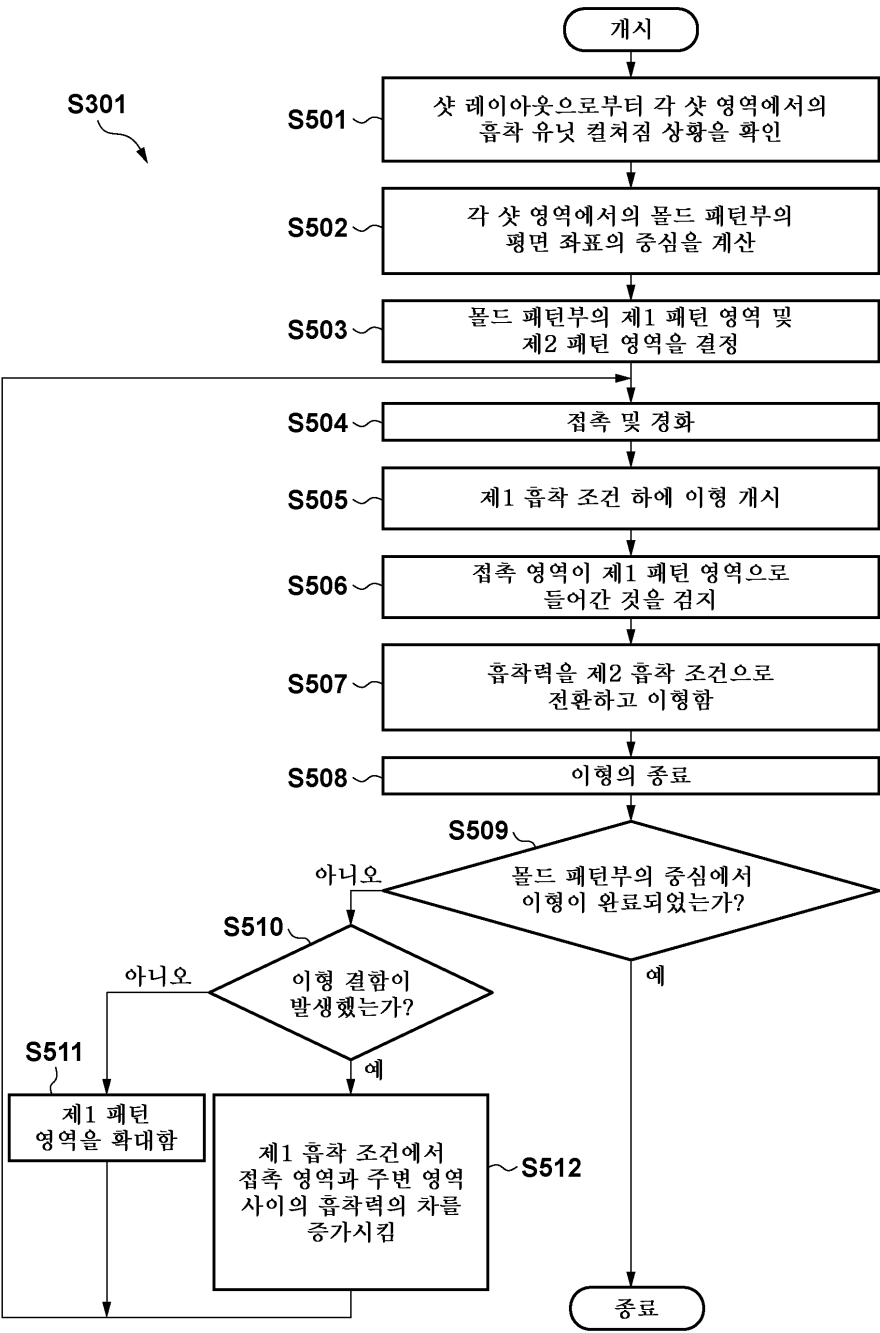 개시
S301
S501
샷 레이아웃으로부터 각 샷 영역에서의
흡착 유닛 컬쳐짐 상황을 확인
S502
각 샷 영역에서의 몰드 패턴부의
평면 좌표의 중심을 계산
S503
몰드 패턴부의 제1 패턴 영역 및
제2 패턴 영역을 결정
S504
접촉 및 경화
S505
제1 흡착 조건 하에 이형 개시
S506
접촉 영역이 제1 패턴 영역으로
들어간 것을 검지
S507
흡착력을 제2 흡착 조건으로
전환하고 이형함
S508
이형의 종료
S509
몰드 패턴부의 중심에서
이형이 완료되었는가?
아니오
예
S510
이형 결함이
발생했는가?
아니오
예
S511
제1 패턴
영역을 확대함
S512
제1 흡착 조건에서
접촉 영역과 주변 영역
사이의 흡착력의 차를
증가시킴
종료